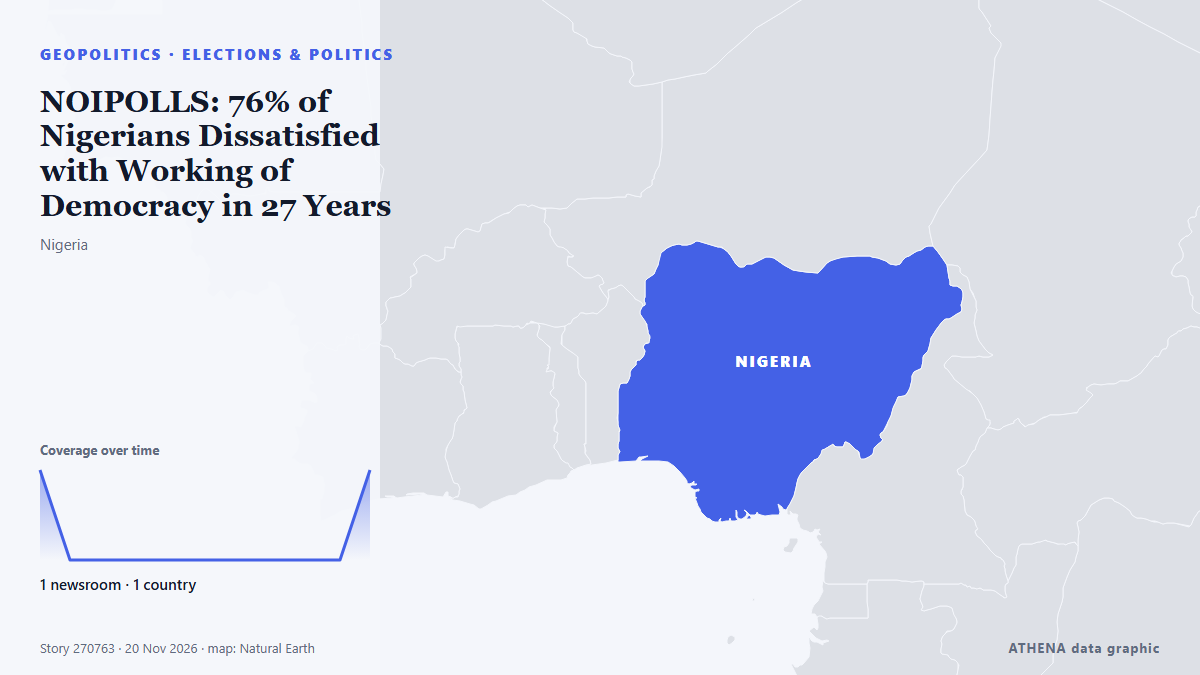 GEOPOLITICS · ELECTIONS & POLITICS
NOIPOLLS: 76% of
Nigerians Dissatisfied
with Working of
Democracy in 27 Years
Nigeria
NIGERIA
Coverage over time
1 newsroom · 1 country
Story 270763 · 20 Nov 2026 · map: Natural Earth
ATHENA data graphic